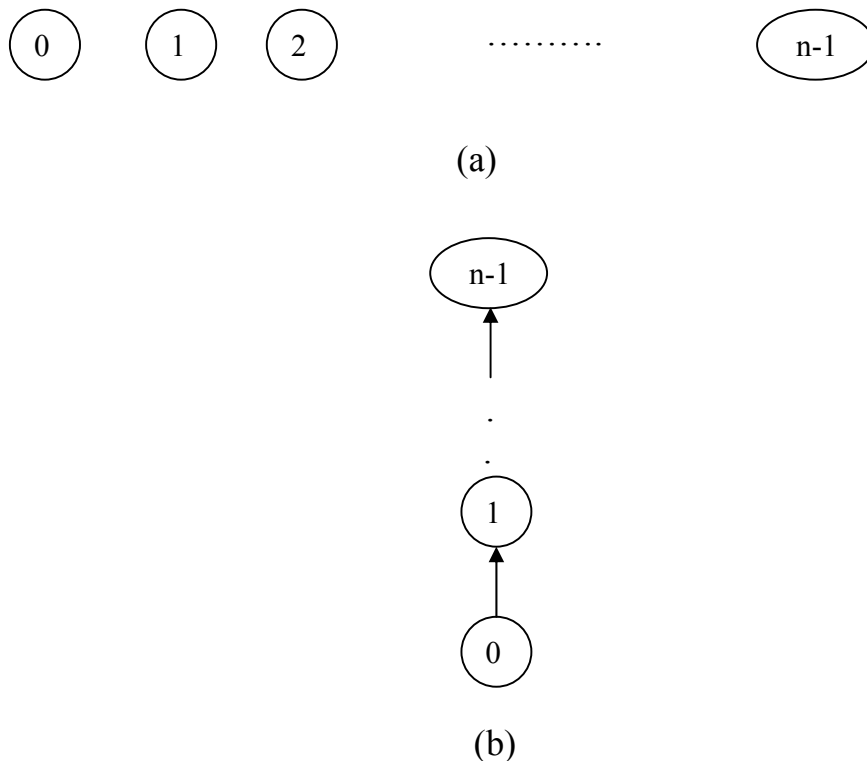 0 1 2 .......... n-1
(a)
n-1
.
.
1
0
(b)